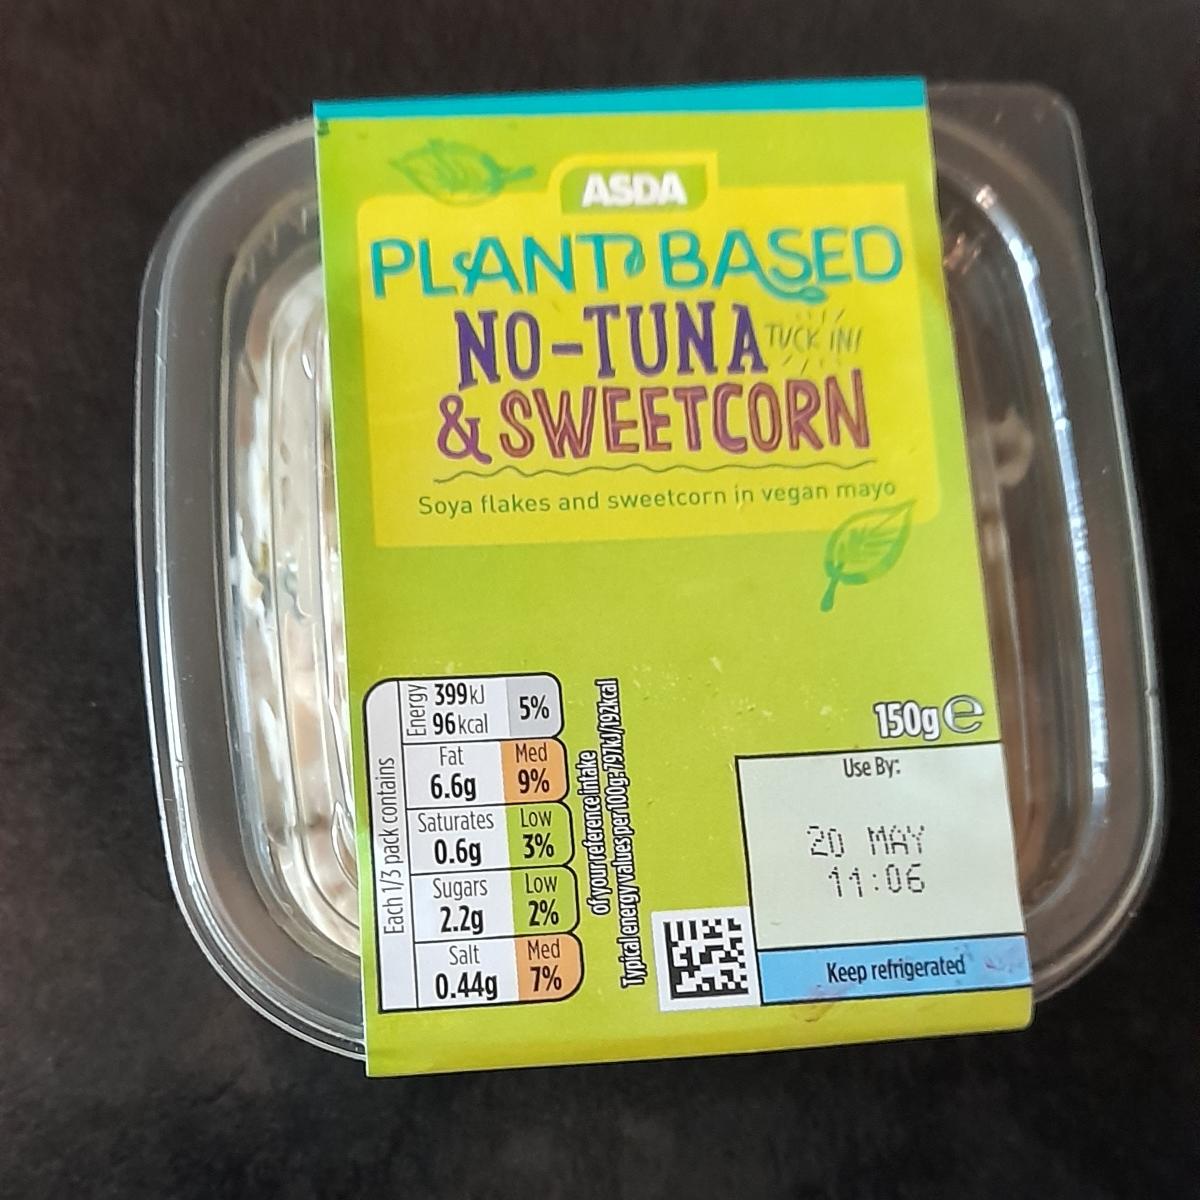 ASDA
PLANT BASED
NO-TUNA
TUCK IN!
& SWEETCORN
Soya flakes and sweetcorn in vegan mayo
Each 1/3 pack contains
Energy 399kJ 96kcal 5%
Fat 6.6g Med 9%
Saturates 0.6g Low 3%
Sugars 2.2g Low 2%
Salt 0.44g Med 7%
of your reference intake
Typical energy values per 100g: 797kJ/192kcal
150g e
Use By:
20 MAY
11:06
Keep refrigerated